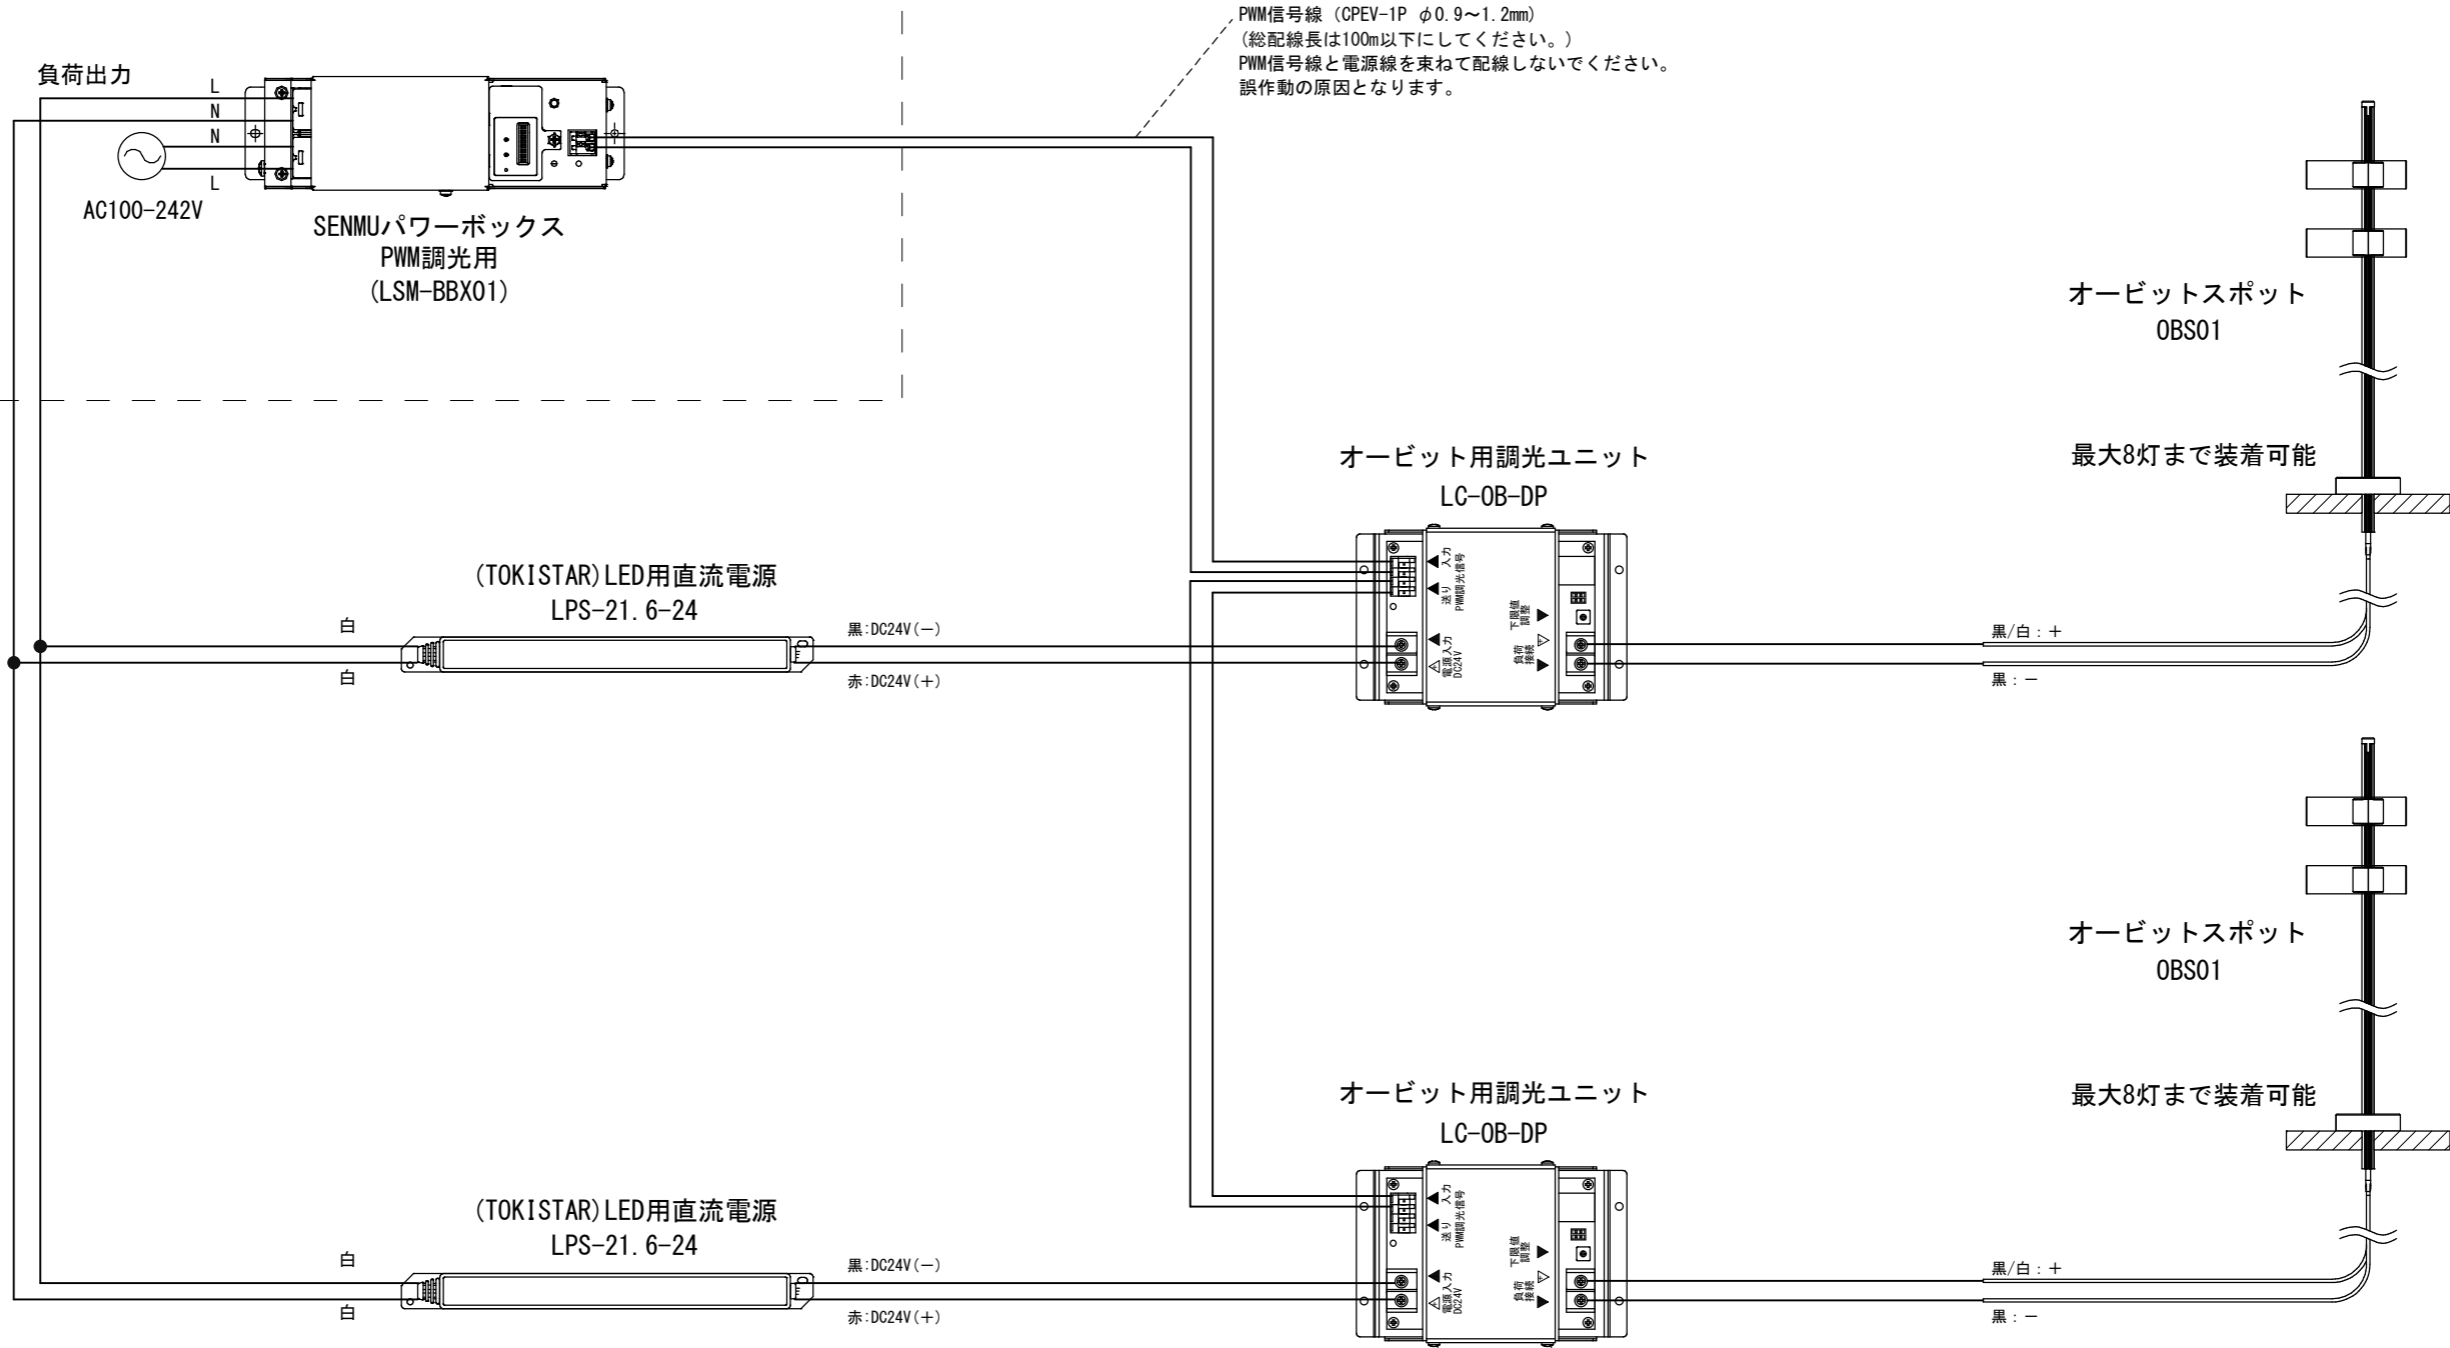 PWM信号線（CPEV-1P φ0.9～1.2mm）
（総配線長は100m以下にしてください。）
PWM信号線と電源線を束ねて配線しないでください。
誤作動の原因となります。
負荷出力
L
N
N
L
AC100-242V
SENMUパワーボックス
PWM調光用
(LSM-BBX01)
オービットスポット
OBS01
最大8灯まで装着可能
オービット用調光ユニット
LC-OB-DP
入力
送り
PWM調光信号
下限値
調整
電源入力
DC24V
負荷
接続
(TOKISTAR)LED用直流電源
LPS-21.6-24
白
白
黒:DC24V(－)
赤:DC24V(＋)
黒/白：＋
黒：－
オービットスポット
OBS01
最大8灯まで装着可能
オービット用調光ユニット
LC-OB-DP
入力
送り
PWM調光信号
下限値
調整
電源入力
DC24V
負荷
接続
(TOKISTAR)LED用直流電源
LPS-21.6-24
白
白
黒:DC24V(－)
赤:DC24V(＋)
黒/白：＋
黒：－